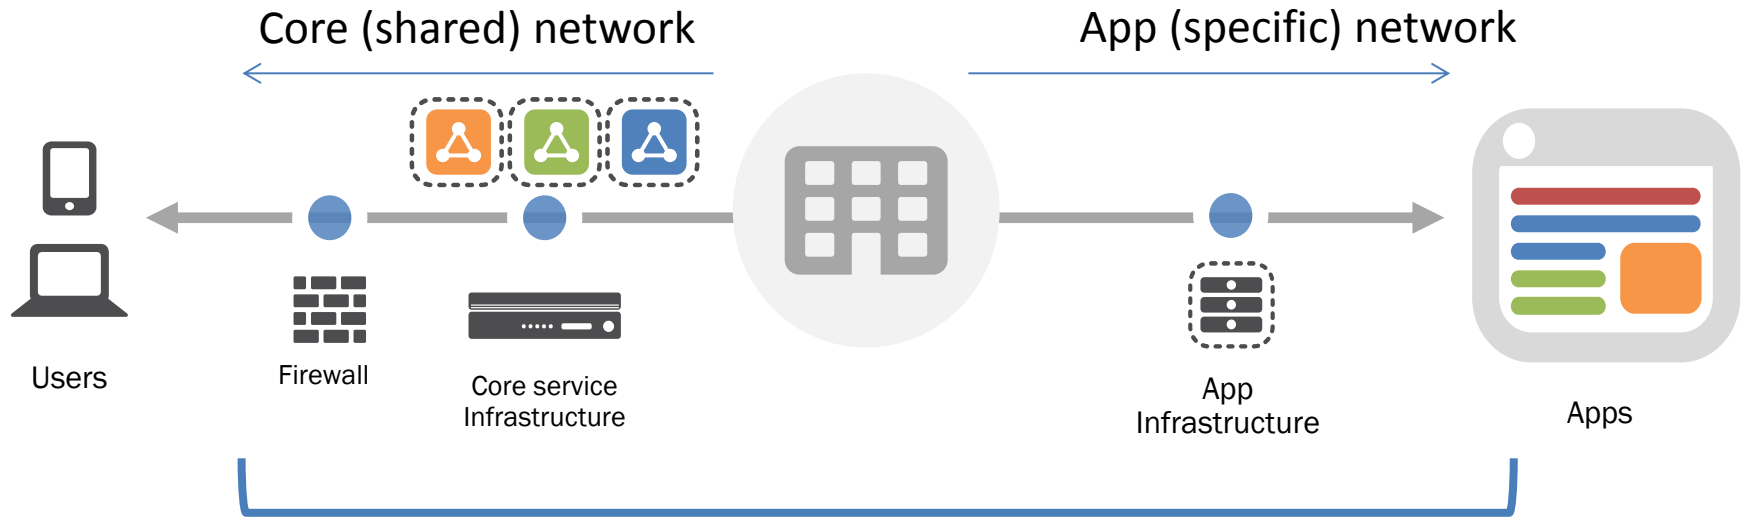 Core (shared) network
App (specific) network
Users
Firewall
Core service
Infrastructure
App
Infrastructure
Apps